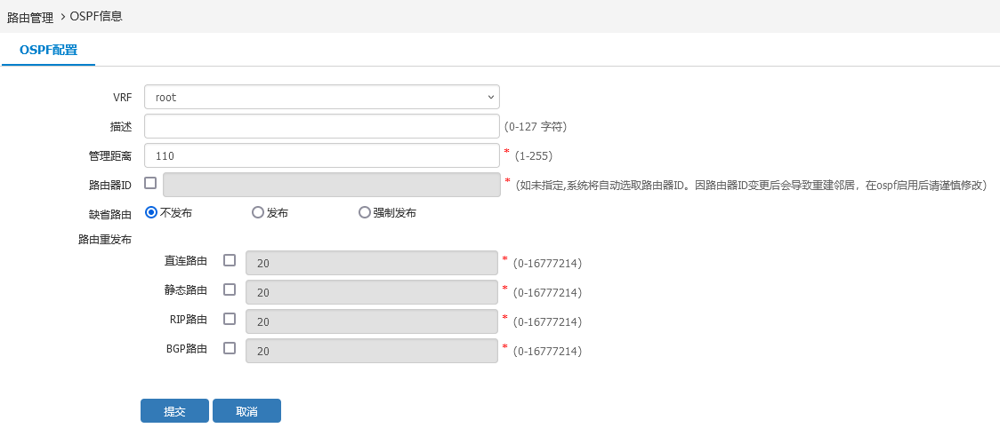 路由管理 > OSPF信息
OSPF配置
VRF root
描述 (0-127 字符)
管理距离 110 * (1-255)
路由器ID * (如未指定,系统将自动选取路由器ID。因路由器ID变更后会导致重建邻居，在ospf启用后请谨慎修改)
缺省路由 不发布 发布 强制发布
路由重发布
直连路由 20 * (0-16777214)
静态路由 20 * (0-16777214)
RIP路由 20 * (0-16777214)
BGP路由 20 * (0-16777214)
提交 取消